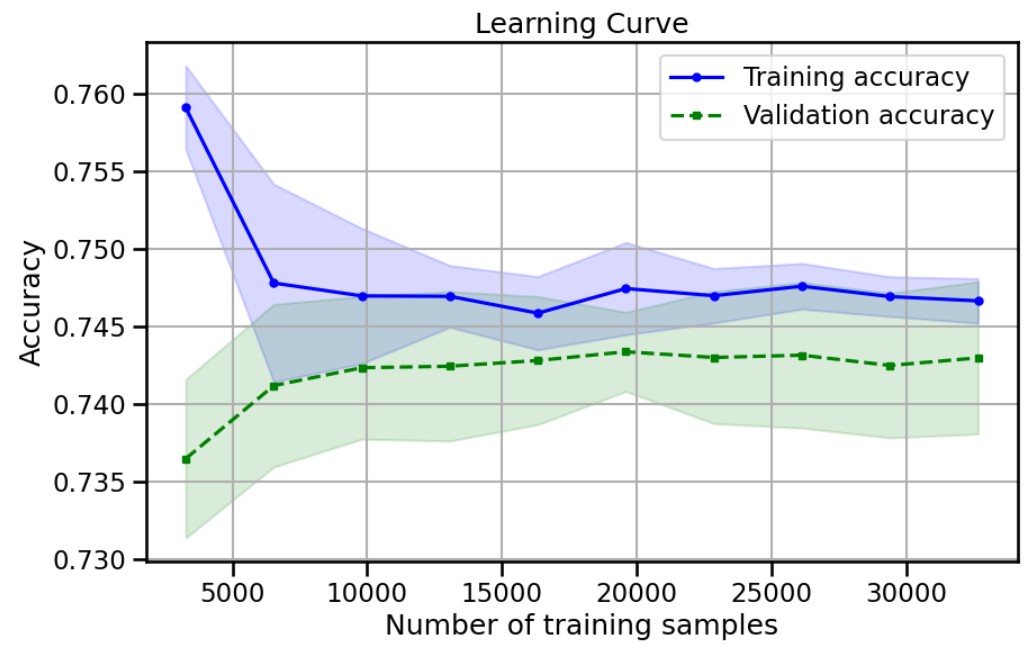 Learning Curve
Training accuracy
Validation accuracy
Accuracy
0.760
0.755
0.750
0.745
0.740
0.735
0.730
5000 10000 15000 20000 25000 30000
Number of training samples